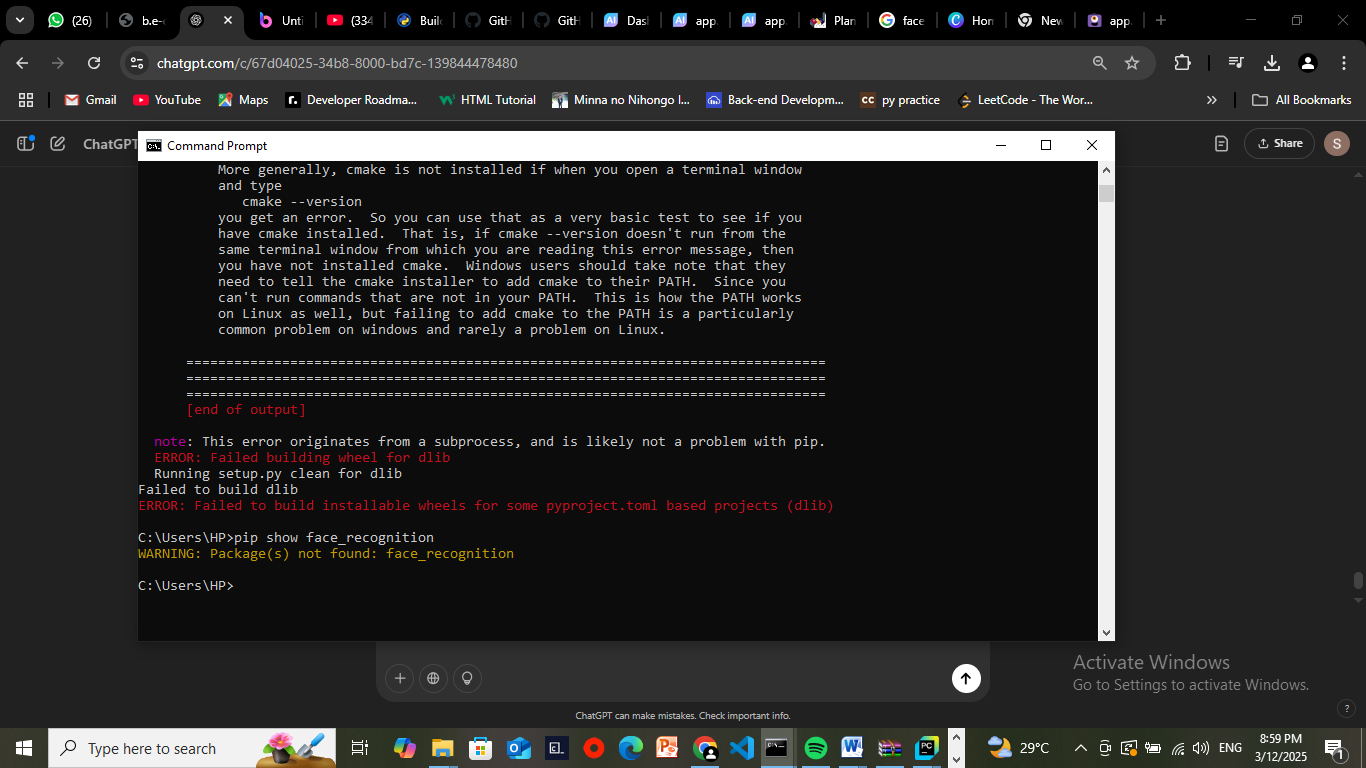 (26)
b.e-
Unti
(334
Buil
GitH
GitH
Das
app.
app.
Plan
face
Hon
New
app.
chatgpt.com/c/67d04025-34b8-8000-bd7c-139844478480
Gmail
YouTube
Maps
Developer Roadma...
HTML Tutorial
Minna no Nihongo I...
Back-end Developm...
CC py practice
LeetCode - The Wor...
»
All Bookmarks
ChatGPT
Share
S
Command Prompt
More generally, cmake is not installed if when you open a terminal window
and type
cmake --version
you get an error.  So you can use that as a very basic test to see if you
have cmake installed.  That is, if cmake --version doesn't run from the
same terminal window from which you are reading this error message, then
you have not installed cmake.  Windows users should take note that they
need to tell the cmake installer to add cmake to their PATH.  Since you
can't run commands that are not in your PATH.  This is how the PATH works
on Linux as well, but failing to add cmake to the PATH is a particularly
common problem on windows and rarely a problem on Linux.
================================================================================
================================================================================
================================================================================
[end of output]
note: This error originates from a subprocess, and is likely not a problem with pip.
ERROR: Failed building wheel for dlib
Running setup.py clean for dlib
Failed to build dlib
ERROR: Failed to build installable wheels for some pyproject.toml based projects (dlib)
C:\Users\HP>pip show face_recognition
WARNING: Package(s) not found: face_recognition
C:\Users\HP>
Activate Windows
Go to Settings to activate Windows.
ChatGPT can make mistakes. Check important info.
?
Type here to search
29°C
ENG
8:59 PM
3/12/2025
1